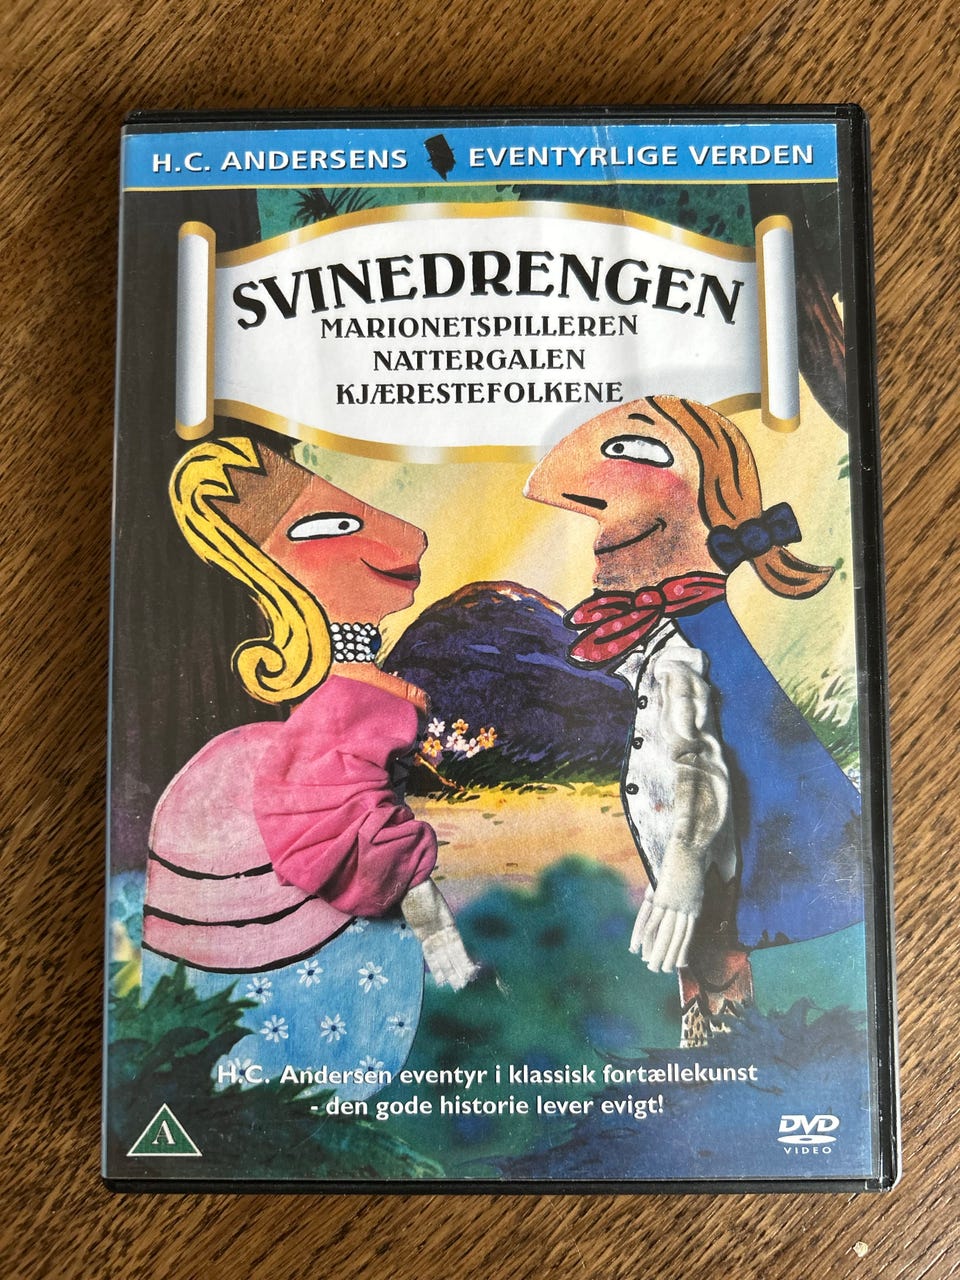 H.C. ANDERSENS EVENTYRLIGE VERDEN
SVINEDRENGEN
MARIONETSPILLEREN
NATTERGALEN
KJÆRESTEFOLKENE
H.C. Andersen eventyr i klassisk fortællekunst
- den gode historie lever evigt!
A
DVD
VIDEO